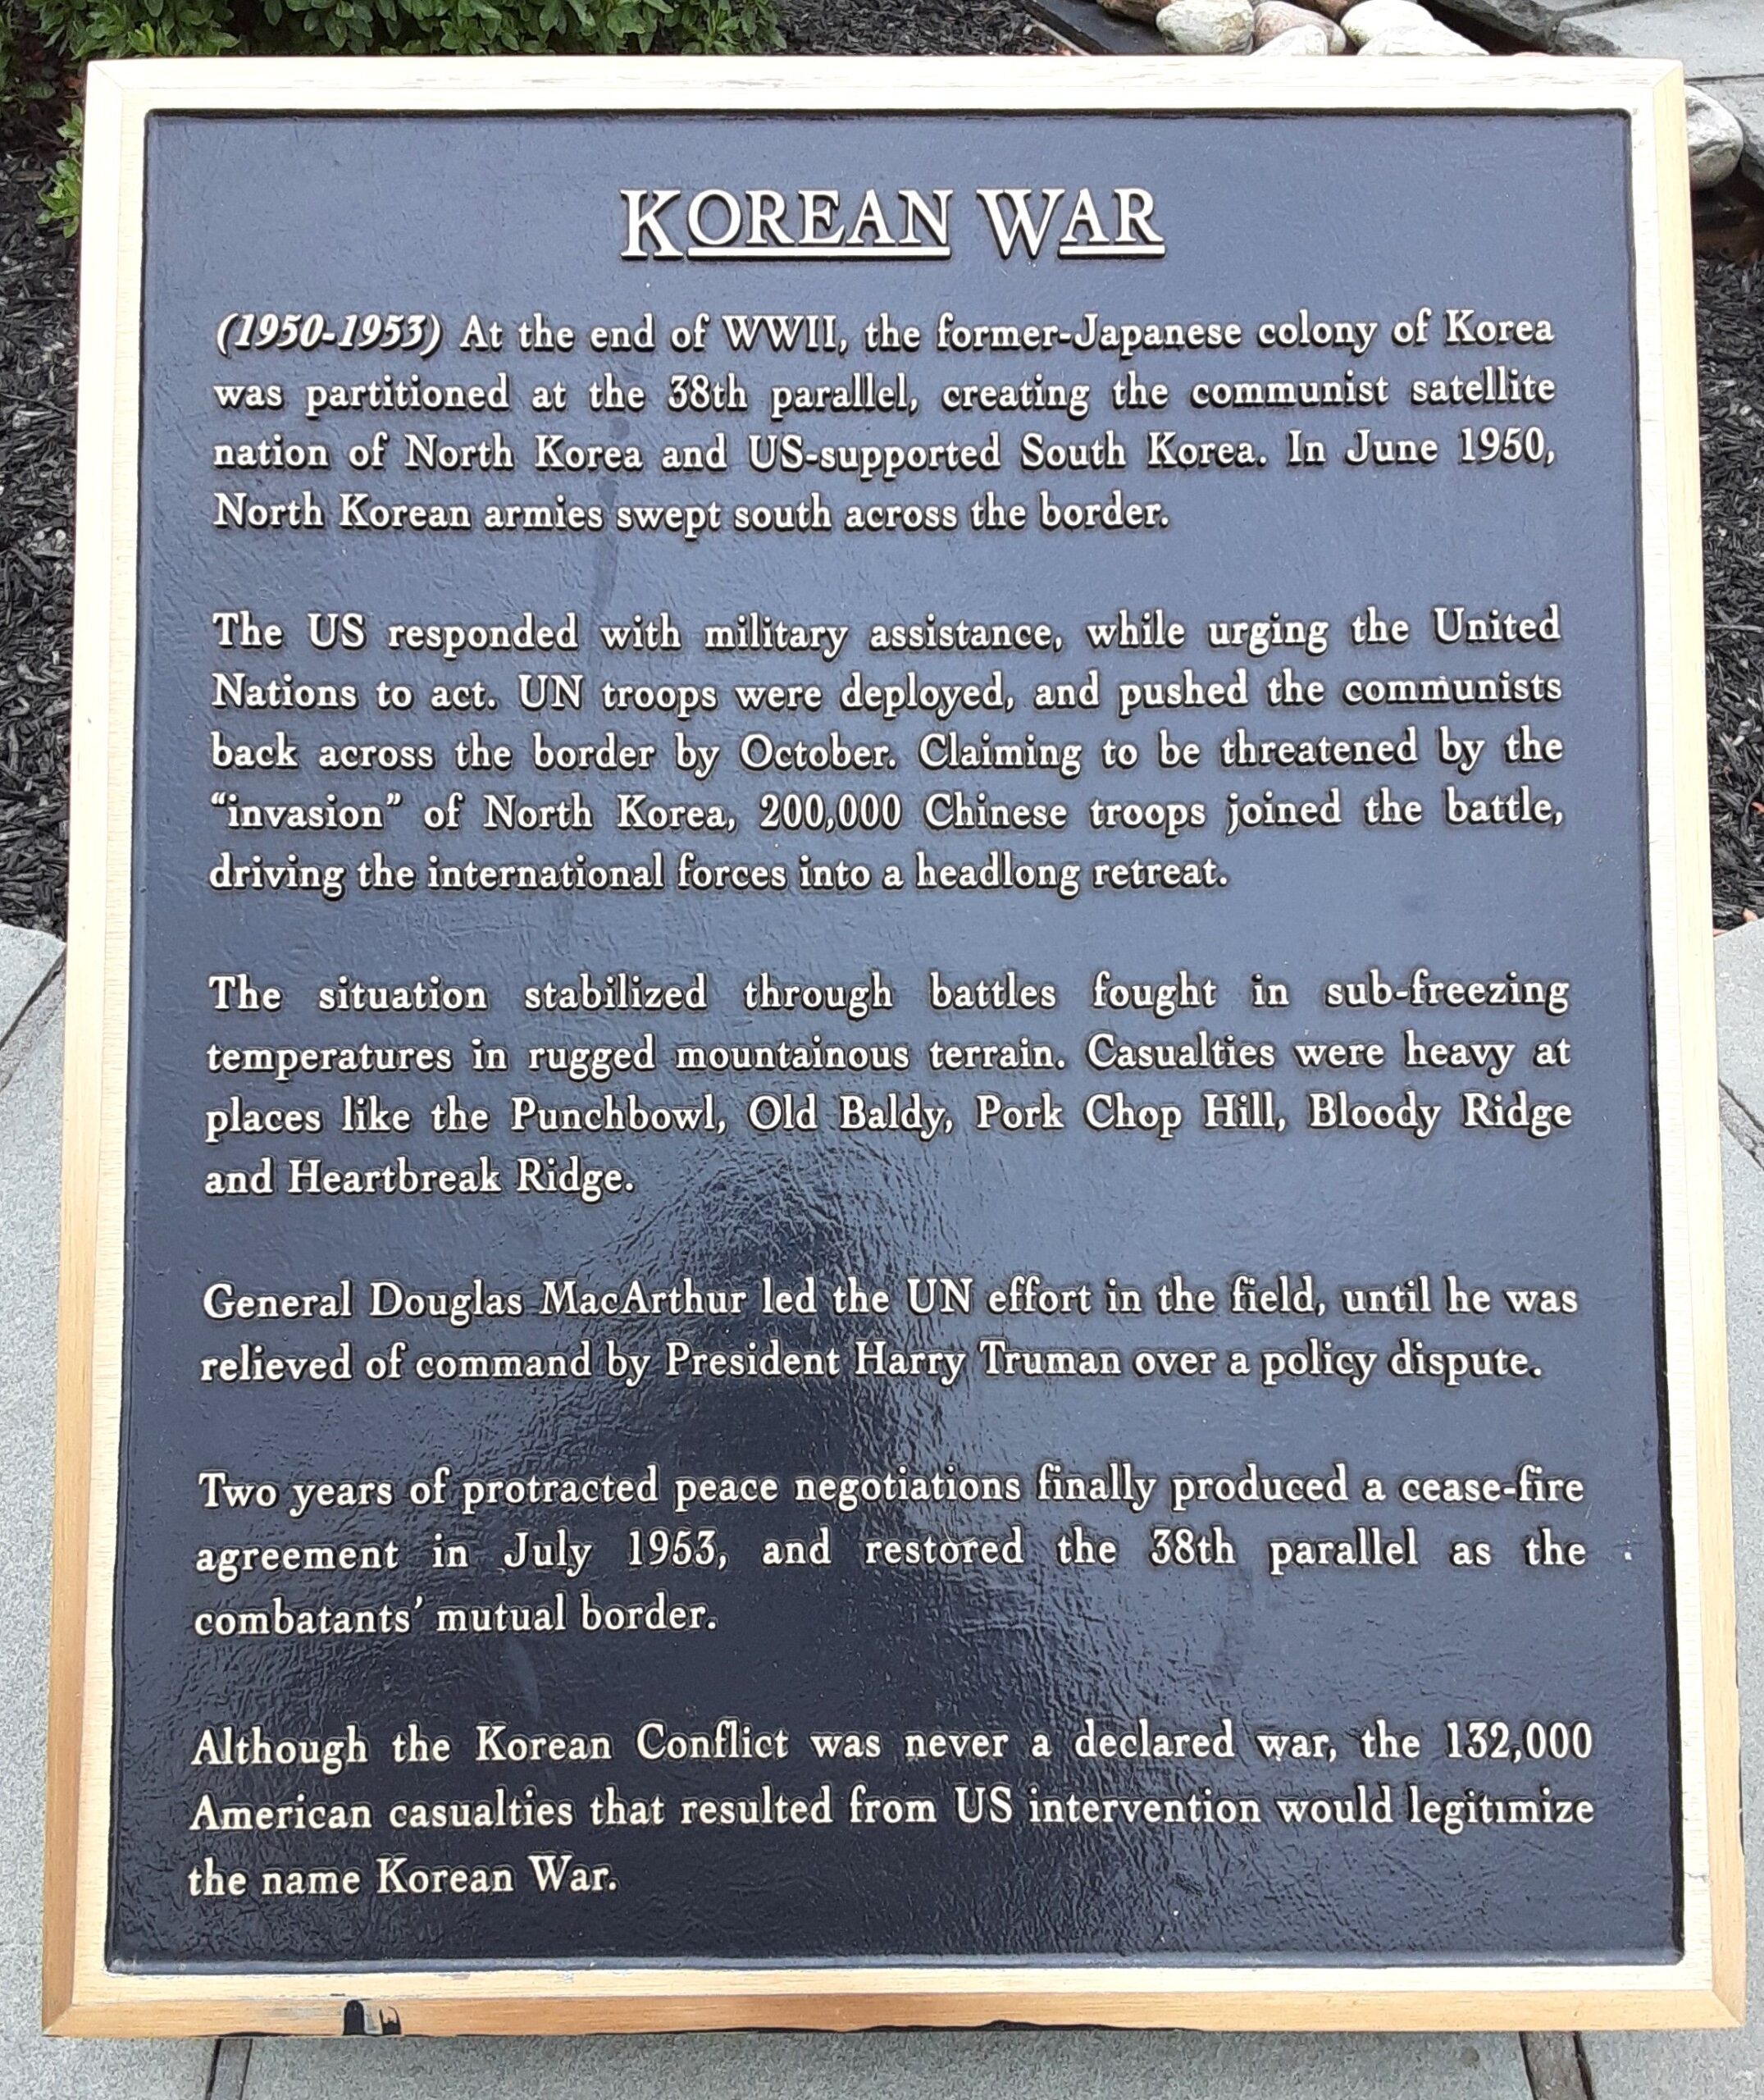 KOREAN WAR
(1950-1953) At the end of WWII, the former-Japanese colony of Korea
was partitioned at the 38th parallel, creating the communist satellite
nation of North Korea and US-supported South Korea. In June 1950,
North Korean armies swept south across the border.
The US responded with military assistance, while urging the United
Nations to act. UN troops were deployed, and pushed the communists
back across the border by October. Claiming to be threatened by the
“invasion” of North Korea, 200,000 Chinese troops joined the battle,
driving the international forces into a headlong retreat.
The situation stabilized through battles fought in sub-freezing
temperatures in rugged mountainous terrain. Casualties were heavy at
places like the Punchbowl, Old Baldy, Pork Chop Hill, Bloody Ridge
and Heartbreak Ridge.
General Douglas MacArthur led the UN effort in the field, until he was
relieved of command by President Harry Truman over a policy dispute.
Two years of protracted peace negotiations finally produced a cease-fire
agreement in July 1953, and restored the 38th parallel as the
combatants’ mutual border.
Although the Korean Conflict was never a declared war, the 132,000
American casualties that resulted from US intervention would legitimize
the name Korean War.